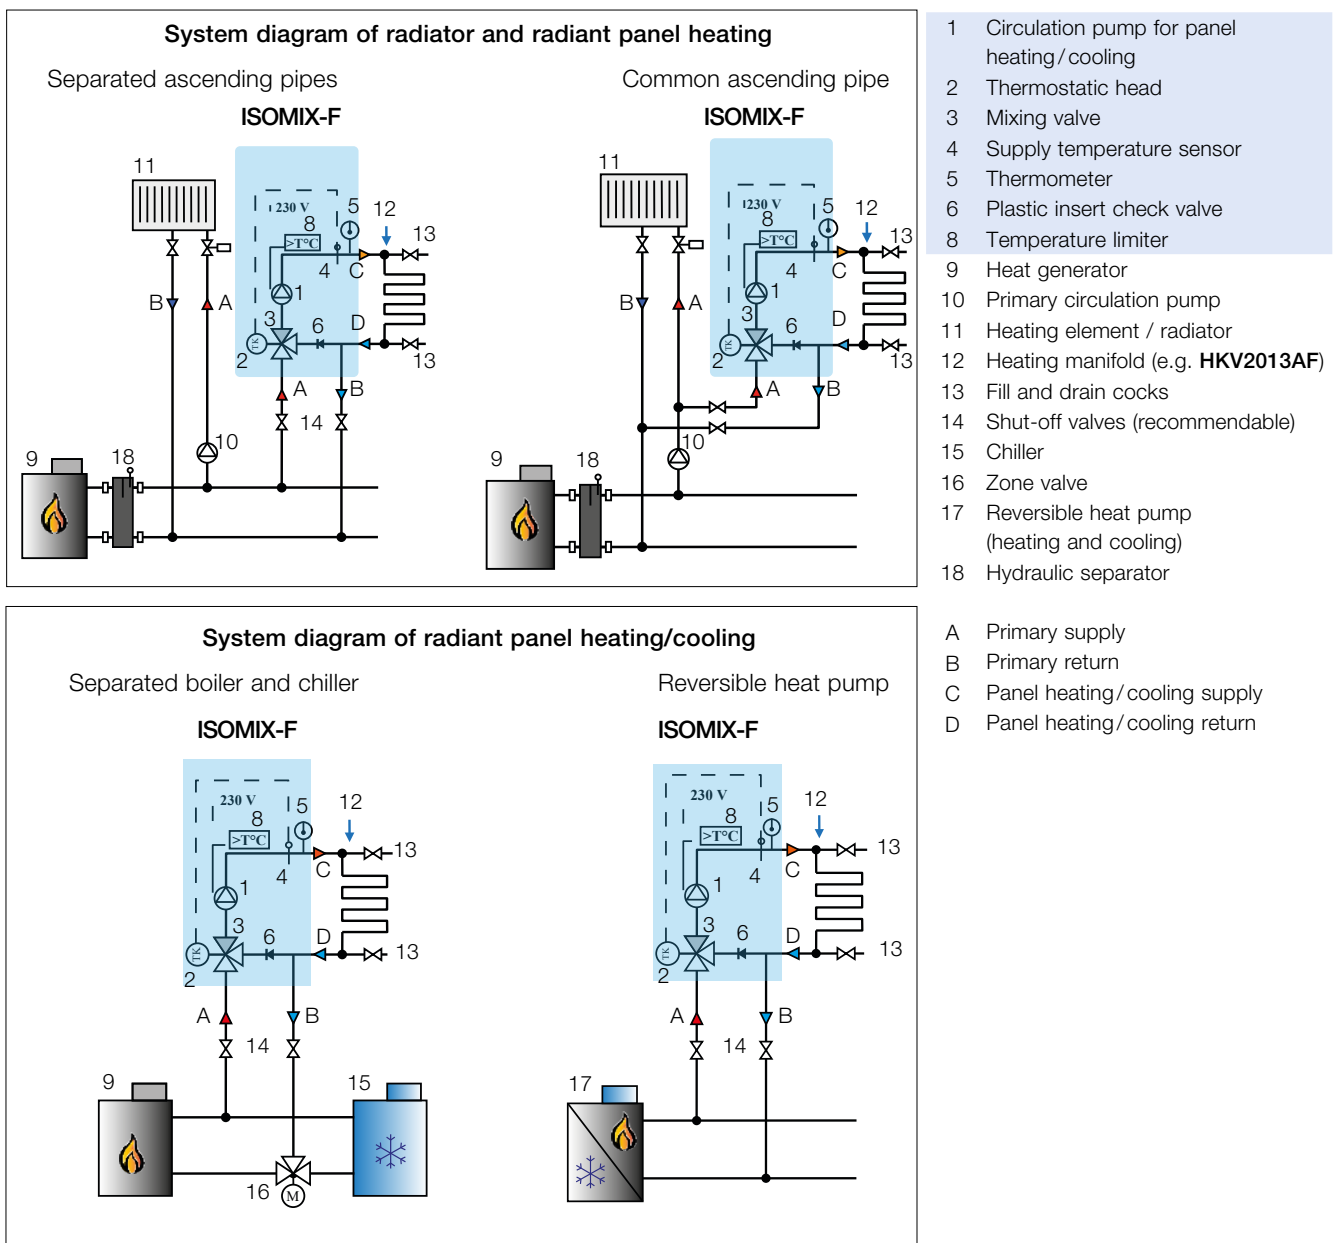 System diagram of radiator and radiant panel heating
Separated ascending pipes
ISOMIX-F
11
230 V
5
12
8
>T°C
13
4
C
B
A
1
3
6
D
TK
2
13
A
B
14
10
9
18
Common ascending pipe
ISOMIX-F
11
230 V
5
12
8
>T°C
13
4
C
B
A
1
3
6
D
TK
2
13
A
B
10
9
18
System diagram of radiant panel heating/cooling
Separated boiler and chiller
ISOMIX-F
230 V
5
12
8
>T°C
13
4
C
1
3
6
D
TK
2
13
A
B
14
9
15
16
M
Reversible heat pump
ISOMIX-F
230 V
5
12
8
>T°C
13
4
C
1
3
6
D
TK
2
13
A
B
14
17
1 Circulation pump for panel
heating/cooling
2 Thermostatic head
3 Mixing valve
4 Supply temperature sensor
5 Thermometer
6 Plastic insert check valve
8 Temperature limiter
9 Heat generator
10 Primary circulation pump
11 Heating element / radiator
12 Heating manifold (e.g. HKV2013AF)
13 Fill and drain cocks
14 Shut-off valves (recommendable)
15 Chiller
16 Zone valve
17 Reversible heat pump
(heating and cooling)
18 Hydraulic separator
A Primary supply
B Primary return
C Panel heating/cooling supply
D Panel heating/cooling return